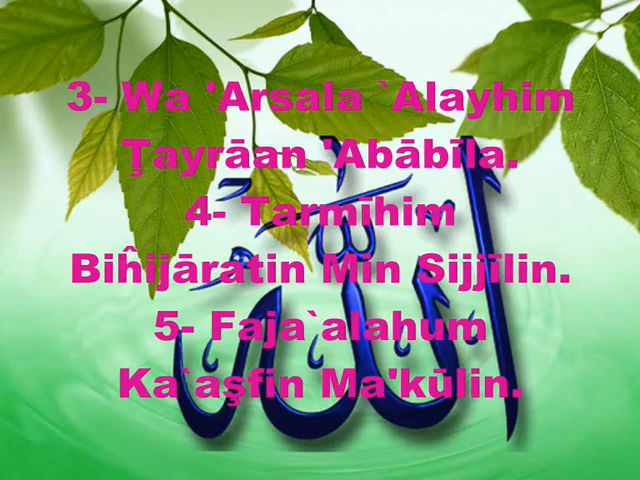 3- Wa 'Arsala `Alayhim
Ţayrāan 'Abābīla.
4- Tarmīhim
Biĥijāratin Min Sijjīlin.
5- Faja`alahum
Ka`aşfin Ma'kūlin.
الله